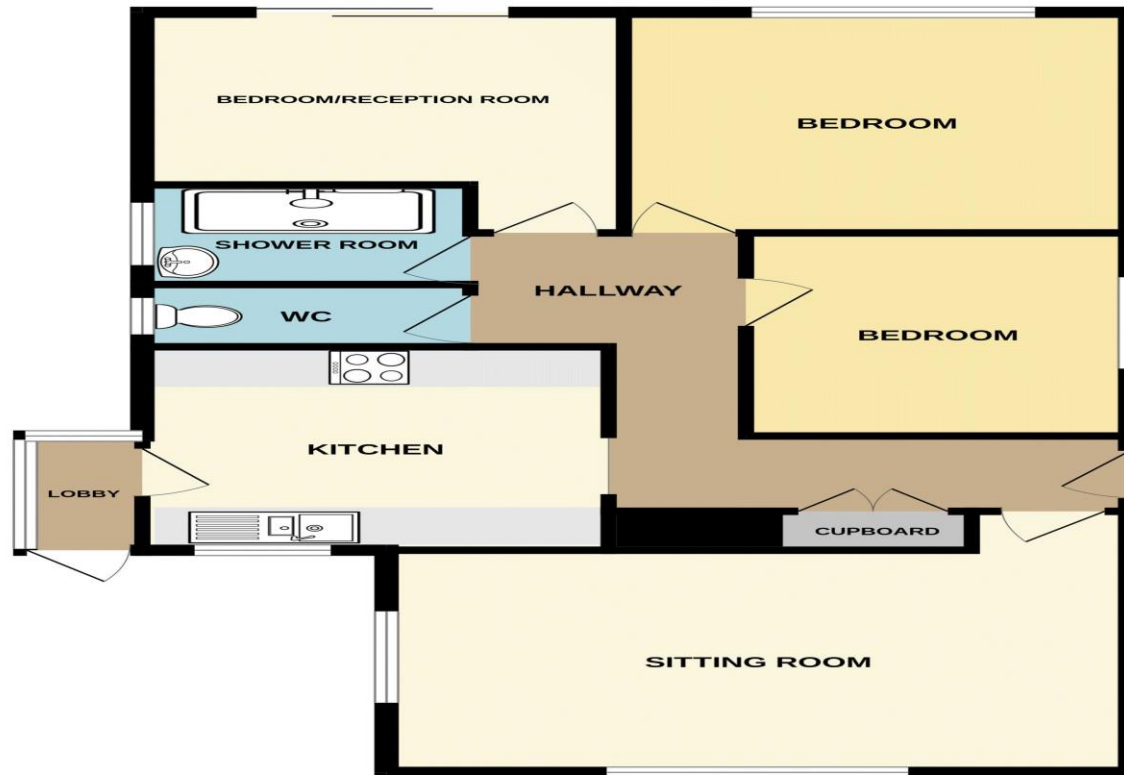 BEDROOM/RECEPTION ROOM
BEDROOM
SHOWER ROOM
HALLWAY
WC
BEDROOM
KITCHEN
LOBBY
CUPBOARD
SITTING ROOM